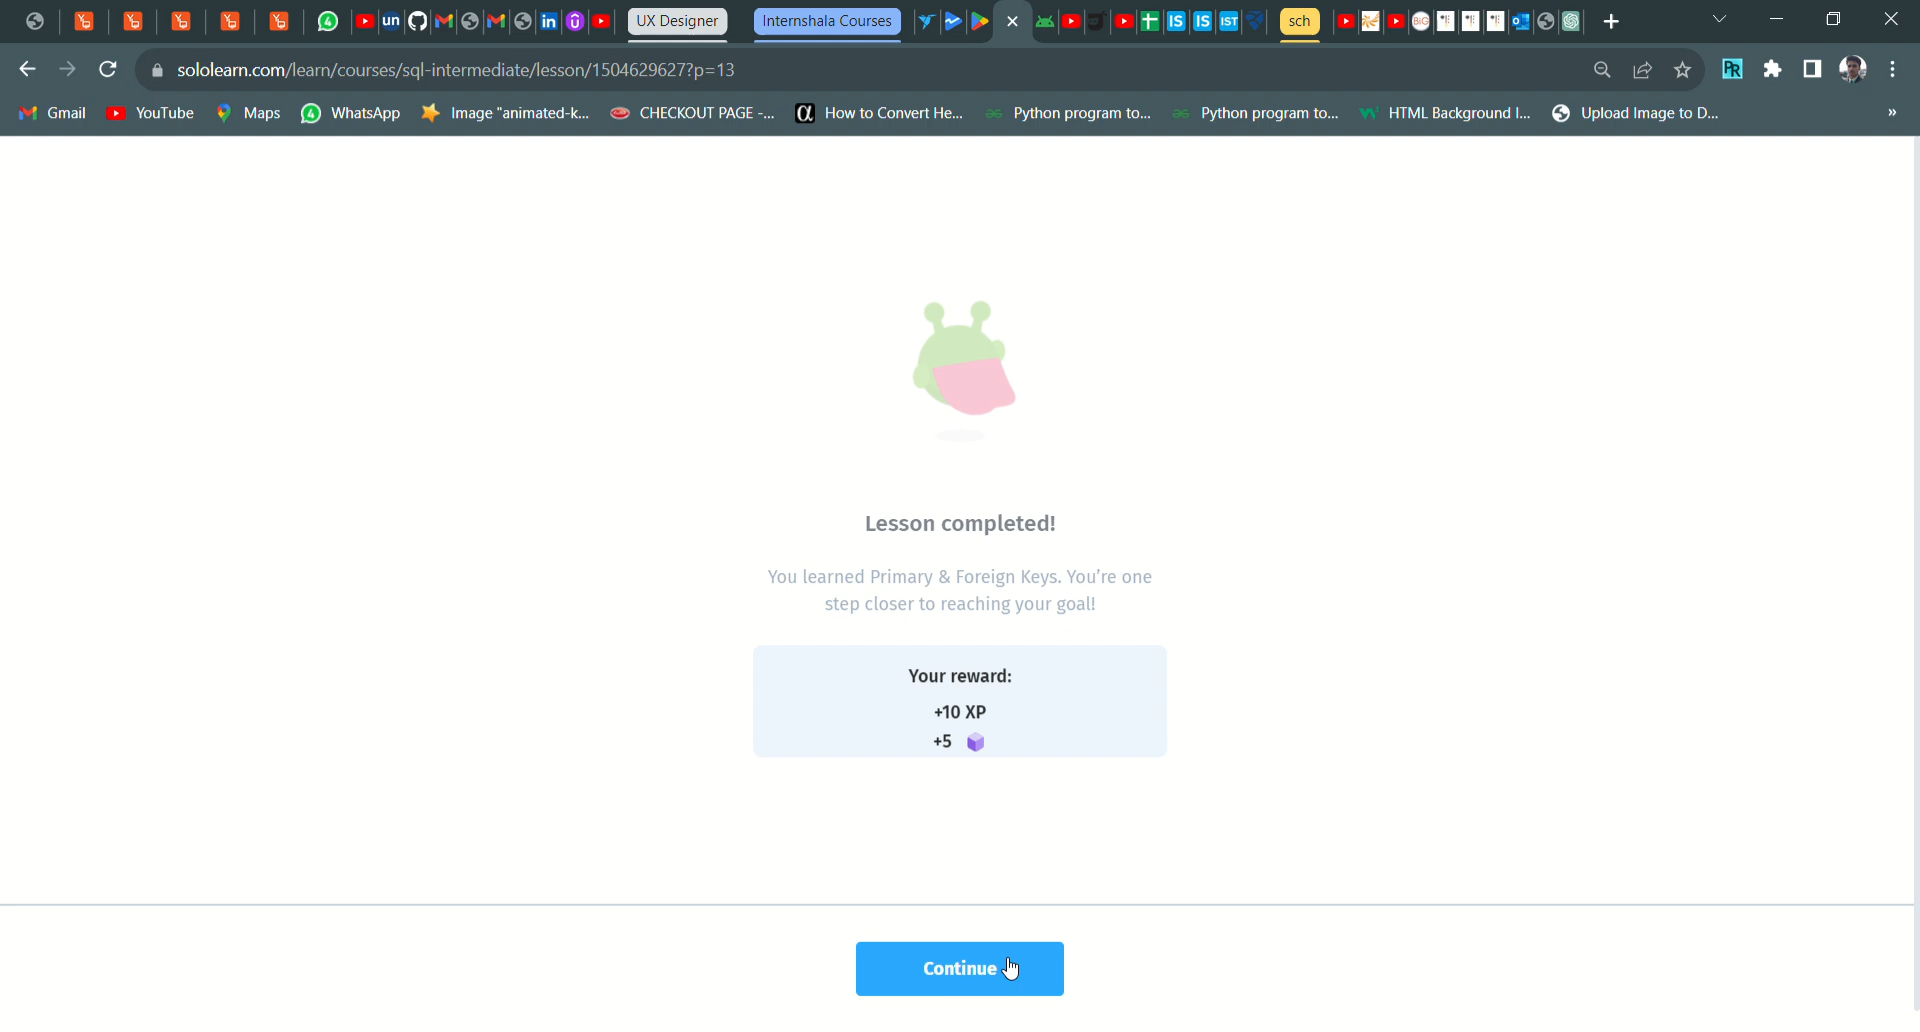 UX Designer Internshala Courses sch
sololearn.com/learn/courses/sql-intermediate/lesson/1504629627?p=13
Gmail YouTube Maps WhatsApp Image "animated-k... CHECKOUT PAGE -... How to Convert He... Python program to... Python program to... HTML Background I... Upload Image to D... »
Lesson completed!
You learned Primary & Foreign Keys. You're one
step closer to reaching your goal!
Your reward:
+10 XP
+5
Continue